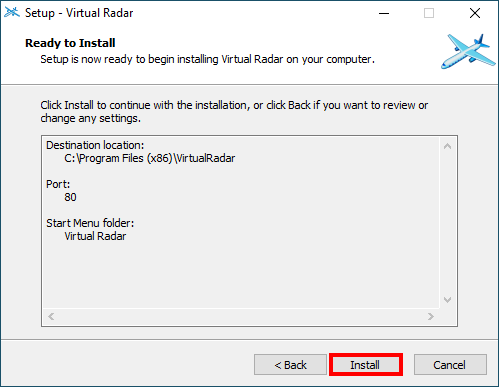 Setup - Virtual Radar
Ready to Install
Setup is now ready to begin installing Virtual Radar on your computer.
Click Install to continue with the installation, or click Back if you want to review or
change any settings.
Destination location:
C:\Program Files (x86)\VirtualRadar
Port:
80
Start Menu folder:
Virtual Radar
< Back
Install
Cancel